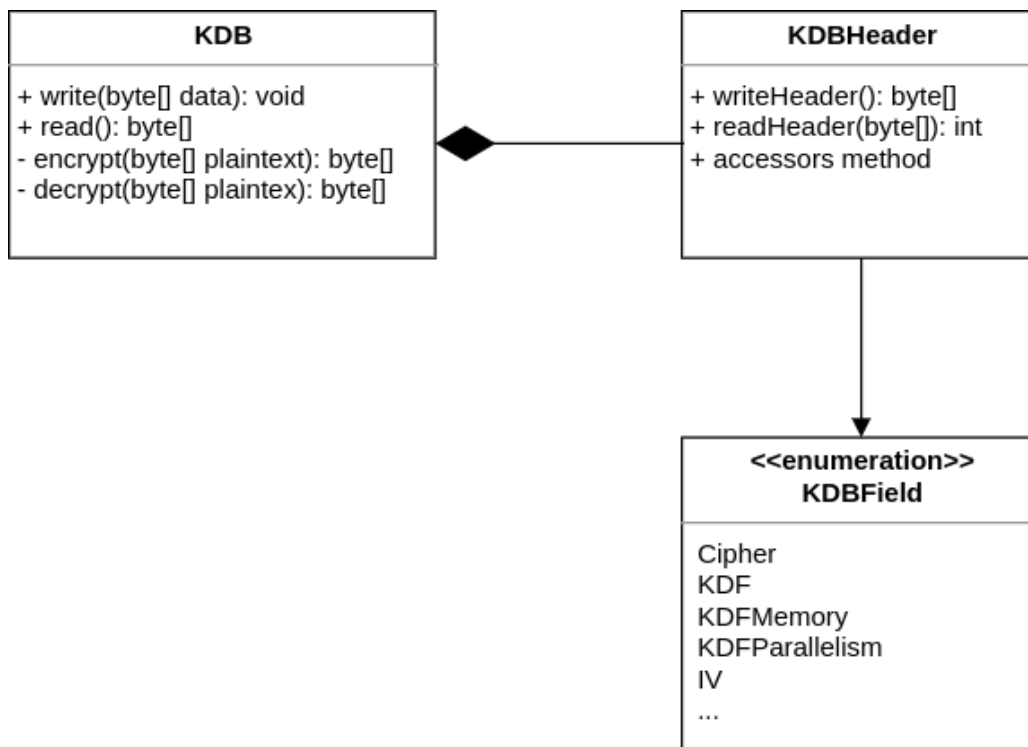 KDB
+ write(byte[] data): void
+ read(): byte[]
- encrypt(byte[] plaintext): byte[]
- decrypt(byte[] plaintex): byte[]
KDBHeader
+ writeHeader(): byte[]
+ readHeader(byte[]): int
+ accessors method
<<enumeration>>
KDBField
Cipher
KDF
KDFMemory
KDFParallelism
IV
...